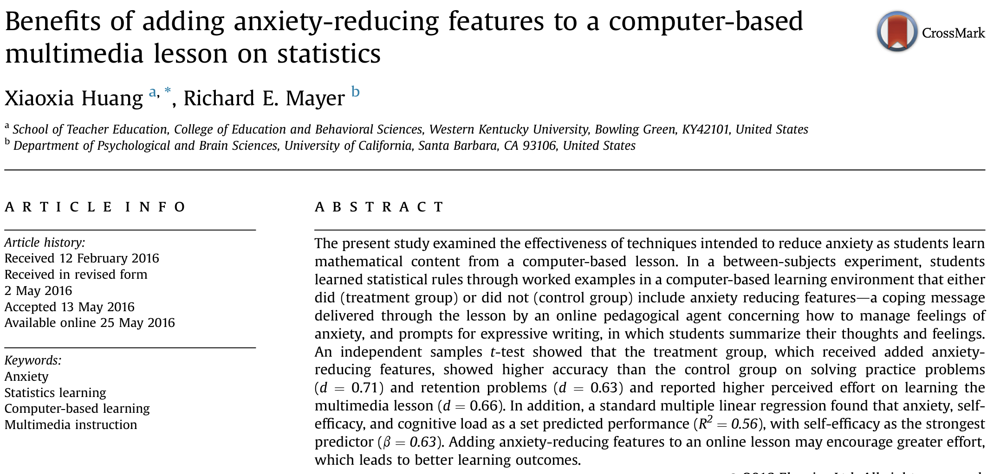 Benefits of adding anxiety-reducing features to a computer-based
multimedia lesson on statistics
CrossMark
Xiaoxia Huang a, *, Richard E. Mayer b
a School of Teacher Education, College of Education and Behavioral Sciences, Western Kentucky University, Bowling Green, KY42101, United States
b Department of Psychological and Brain Sciences, University of California, Santa Barbara, CA 93106, United States
ARTICLE INFO
Article history:
Received 12 February 2016
Received in revised form
2 May 2016
Accepted 13 May 2016
Available online 25 May 2016
Keywords:
Anxiety
Statistics learning
Computer-based learning
Multimedia instruction
ABSTRACT
The present study examined the effectiveness of techniques intended to reduce anxiety as students learn
mathematical content from a computer-based lesson. In a between-subjects experiment, students
learned statistical rules through worked examples in a computer-based learning environment that either
did (treatment group) or did not (control group) include anxiety reducing features—a coping message
delivered through the lesson by an online pedagogical agent concerning how to manage feelings of
anxiety, and prompts for expressive writing, in which students summarize their thoughts and feelings.
An independent samples t-test showed that the treatment group, which received added anxiety-
reducing features, showed higher accuracy than the control group on solving practice problems
(d = 0.71) and retention problems (d = 0.63) and reported higher perceived effort on learning the
multimedia lesson (d = 0.66). In addition, a standard multiple linear regression found that anxiety, self-
efficacy, and cognitive load as a set predicted performance (R² = 0.56), with self-efficacy as the strongest
predictor (β = 0.63). Adding anxiety-reducing features to an online lesson may encourage greater effort,
which leads to better learning outcomes.